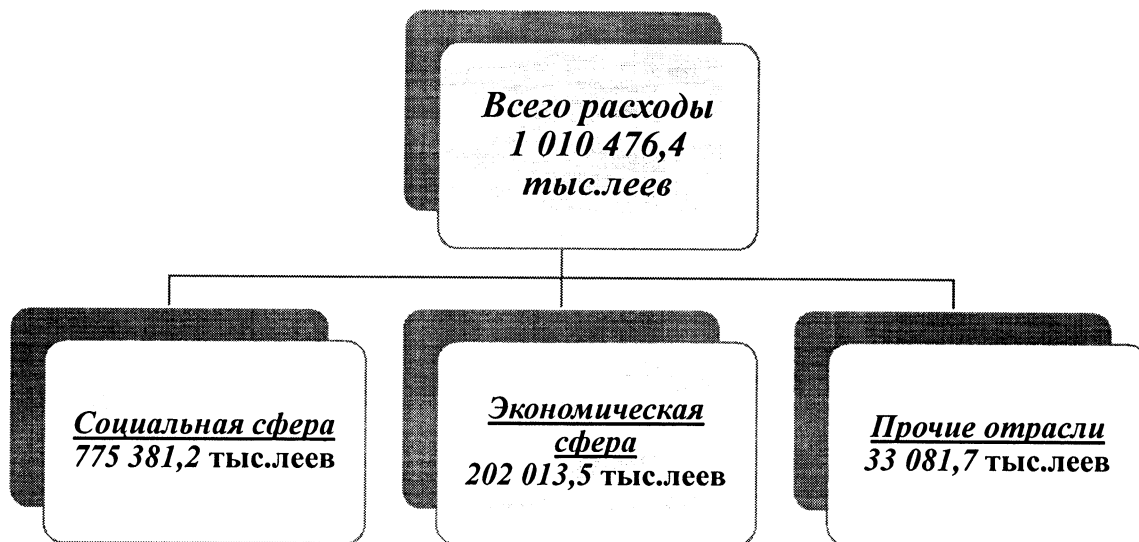 Всего расходы
1 010 476,4
тыс.леев
Социальная сфера
775 381,2 тыс.леев
Экономическая
сфера
202 013,5 тыс.леев
Прочие отрасли
33 081,7 тыс.леев